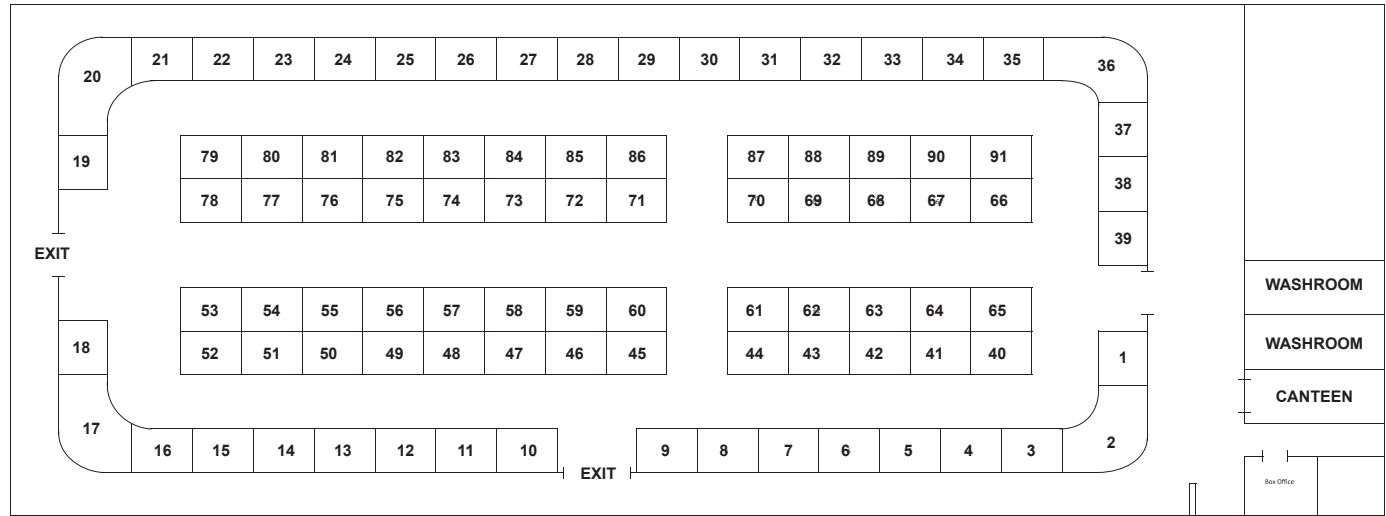 21 22 23 24 25 26 27 28 29 30 31 32 33 34 35
20 36
37
79 80 81 82 83 84 85 86 87 88 89 90 91
19
38
78 77 76 75 74 73 72 71 70 69 68 67 66
39
EXIT
WASHROOM
53 54 55 56 57 58 59 60 61 62 63 64 65
WASHROOM
18 52 51 50 49 48 47 46 45 44 43 42 41 40 1
CANTEEN
17 2
16 15 14 13 12 11 10 9 8 7 6 5 4 3
EXIT
Box Office